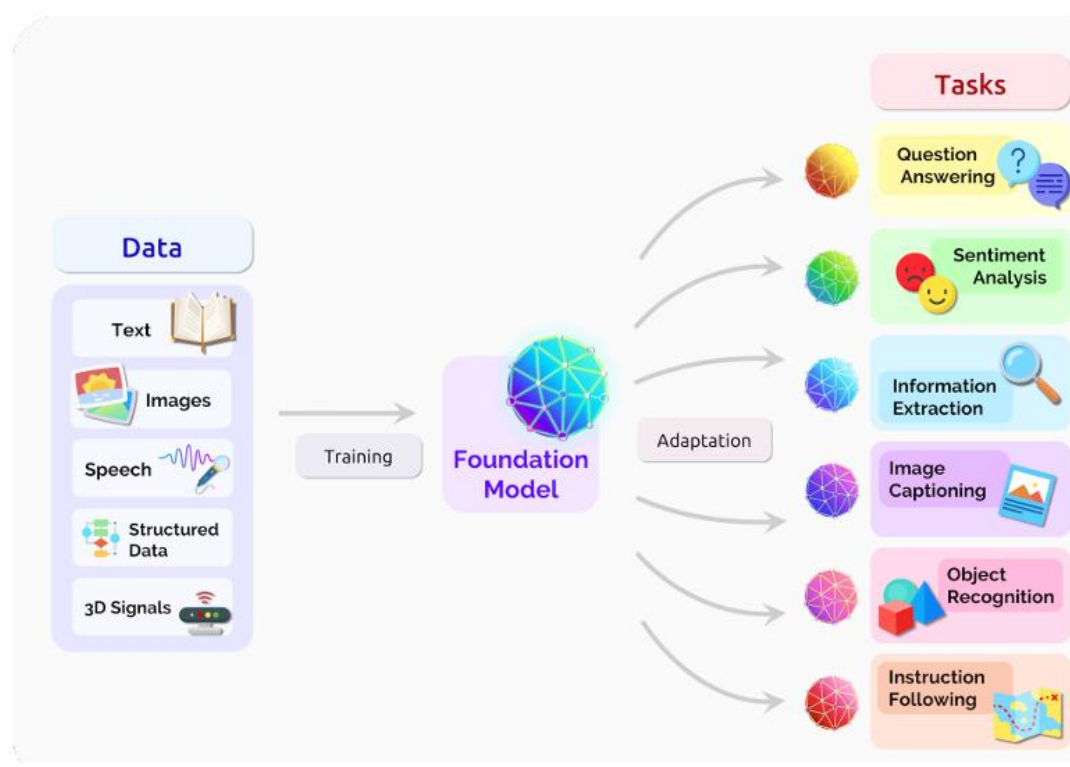 Data
Text
Images
Speech
Structured
Data
3D Signals
Training
Foundation
Model
Adaptation
Tasks
Question
Answering
?
Sentiment
Analysis
Information
Extraction
Image
Captioning
Object
Recognition
Instruction
Following